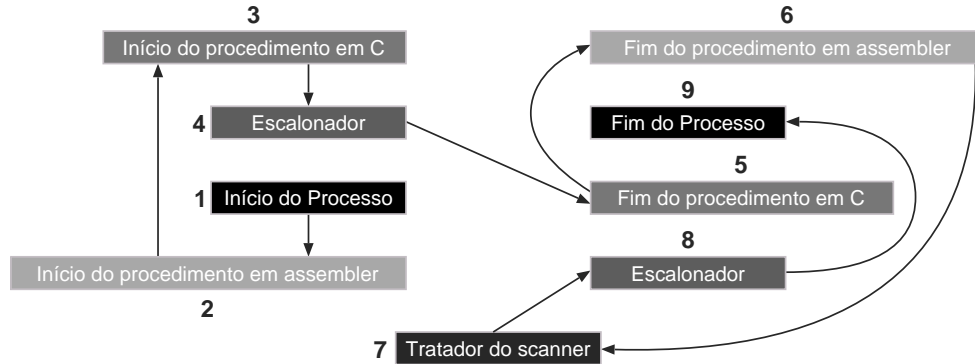 3
6
Início do procedimento em C
Fim do procedimento em assembler
9
4 Escalonador
Fim do Processo
5
1 Início do Processo
Fim do procedimento em C
8
Início do procedimento em assembler
Escalonador
2
7 Tratador do scanner